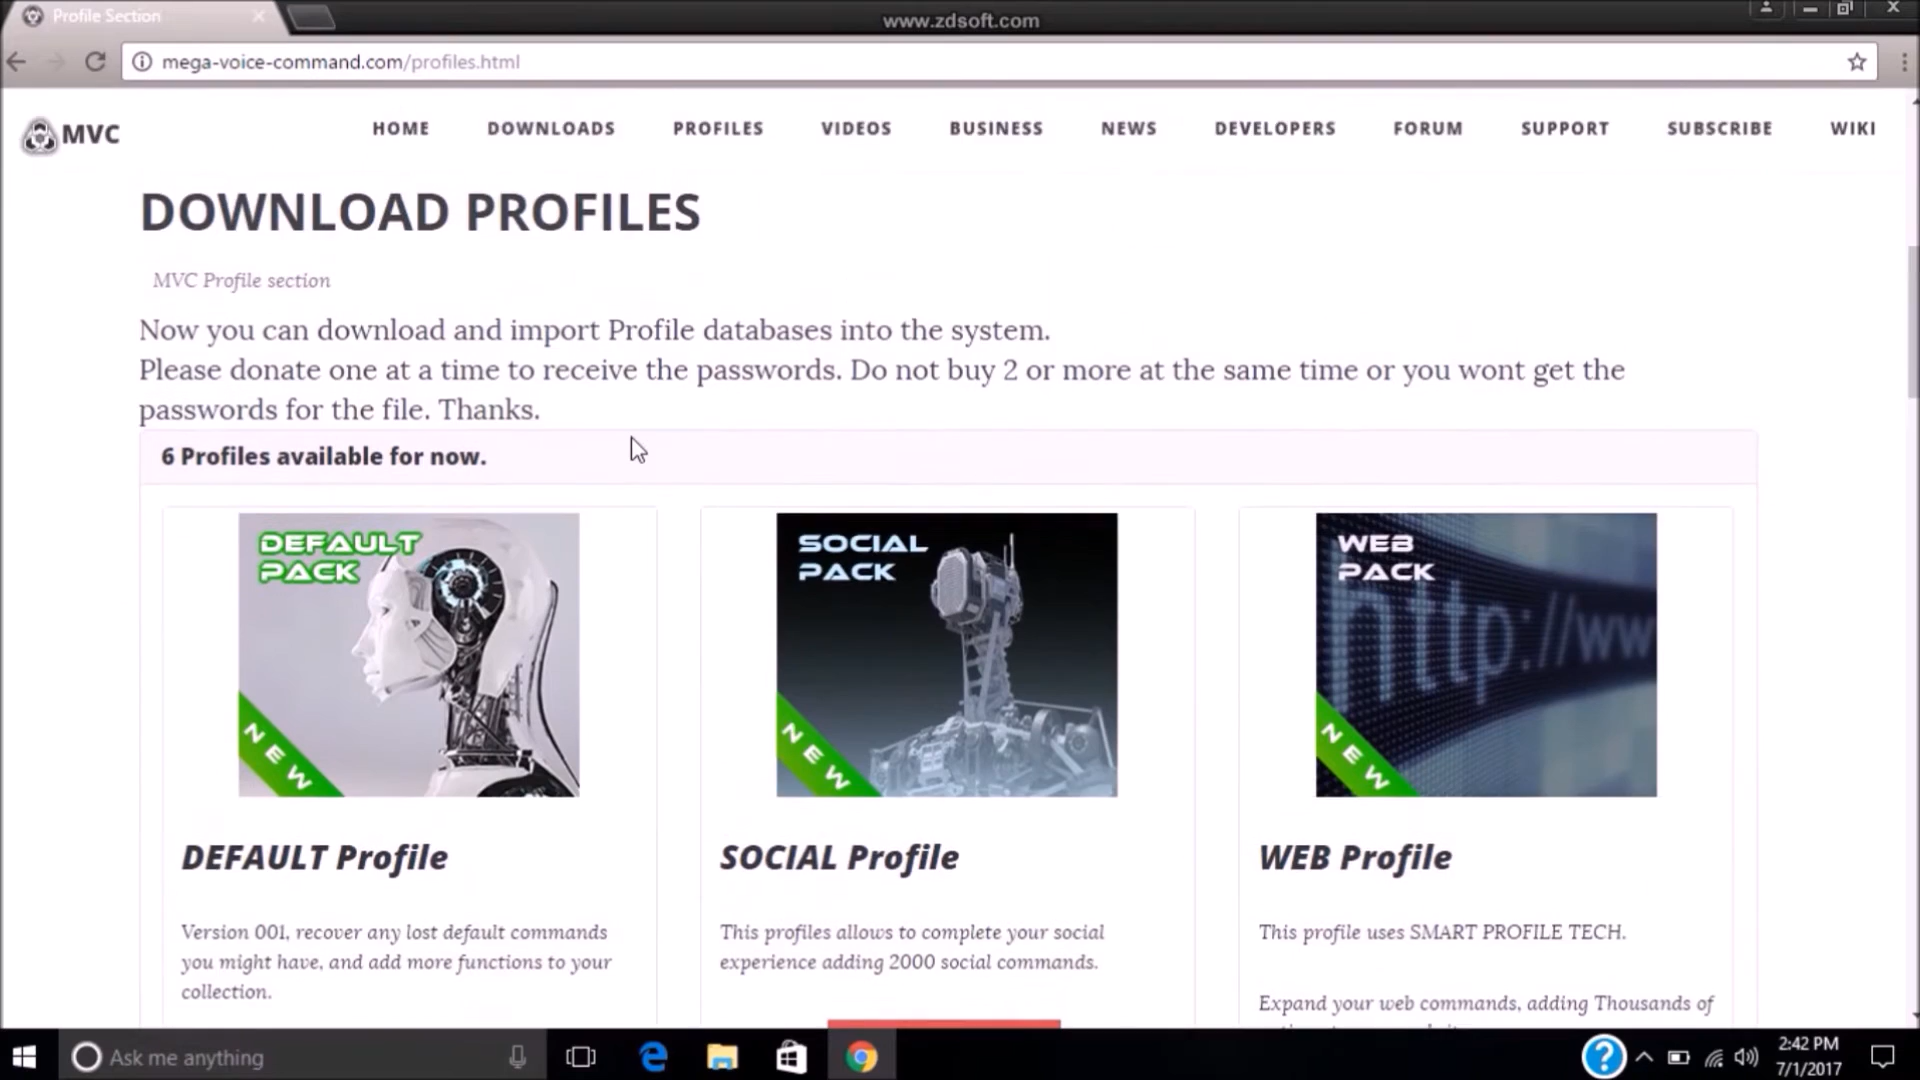 Profile Section
www.zdsoft.com
mega-voice-command.com/profiles.html
MVC
HOME
DOWNLOADS
PROFILES
VIDEOS
BUSINESS
NEWS
DEVELOPERS
FORUM
SUPPORT
SUBSCRIBE
WIKI
DOWNLOAD PROFILES
MVC Profile section
Now you can download and import Profile databases into the system.
Please donate one at a time to receive the passwords. Do not buy 2 or more at the same time or you wont get the
passwords for the file. Thanks.
6 Profiles available for now.
DEFAULT
PACK
NEW
SOCIAL
PACK
NEW
WEB
PACK
http://ww
NEW
DEFAULT Profile
SOCIAL Profile
WEB Profile
Version 001, recover any lost default commands
you might have, and add more functions to your
collection.
This profiles allows to complete your social
experience adding 2000 social commands.
This profile uses SMART PROFILE TECH.
Expand your web commands, adding Thousands of
Ask me anything
2:42 PM
7/1/2017